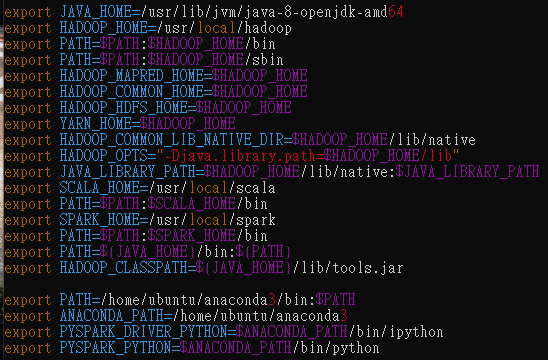 export JAVA_HOME=/usr/lib/jvm/java-8-openjdk-amd64
export HADOOP_HOME=/usr/local/hadoop
export PATH=$PATH:$HADOOP_HOME/bin
export PATH=$PATH:$HADOOP_HOME/sbin
export HADOOP_MAPRED_HOME=$HADOOP_HOME
export HADOOP_COMMON_HOME=$HADOOP_HOME
export HADOOP_HDFS_HOME=$HADOOP_HOME
export YARN_HOME=$HADOOP_HOME
export HADOOP_COMMON_LIB_NATIVE_DIR=$HADOOP_HOME/lib/native
export HADOOP_OPTS="-Djava.library.path=$HADOOP_HOME/lib"
export JAVA_LIBRARY_PATH=$HADOOP_HOME/lib/native:$JAVA_LIBRARY_PATH
export SCALA_HOME=/usr/local/scala
export PATH=$PATH:$SCALA_HOME/bin
export SPARK_HOME=/usr/local/spark
export PATH=$PATH:$SPARK_HOME/bin
export PATH=${JAVA_HOME}/bin:${PATH}
export HADOOP_CLASSPATH=${JAVA_HOME}/lib/tools.jar
export PATH=/home/ubuntu/anaconda3/bin:$PATH
export ANACONDA_PATH=/home/ubuntu/anaconda3
export PYSPARK_DRIVER_PYTHON=$ANACONDA_PATH/bin/ipython
export PYSPARK_PYTHON=$ANACONDA_PATH/bin/python